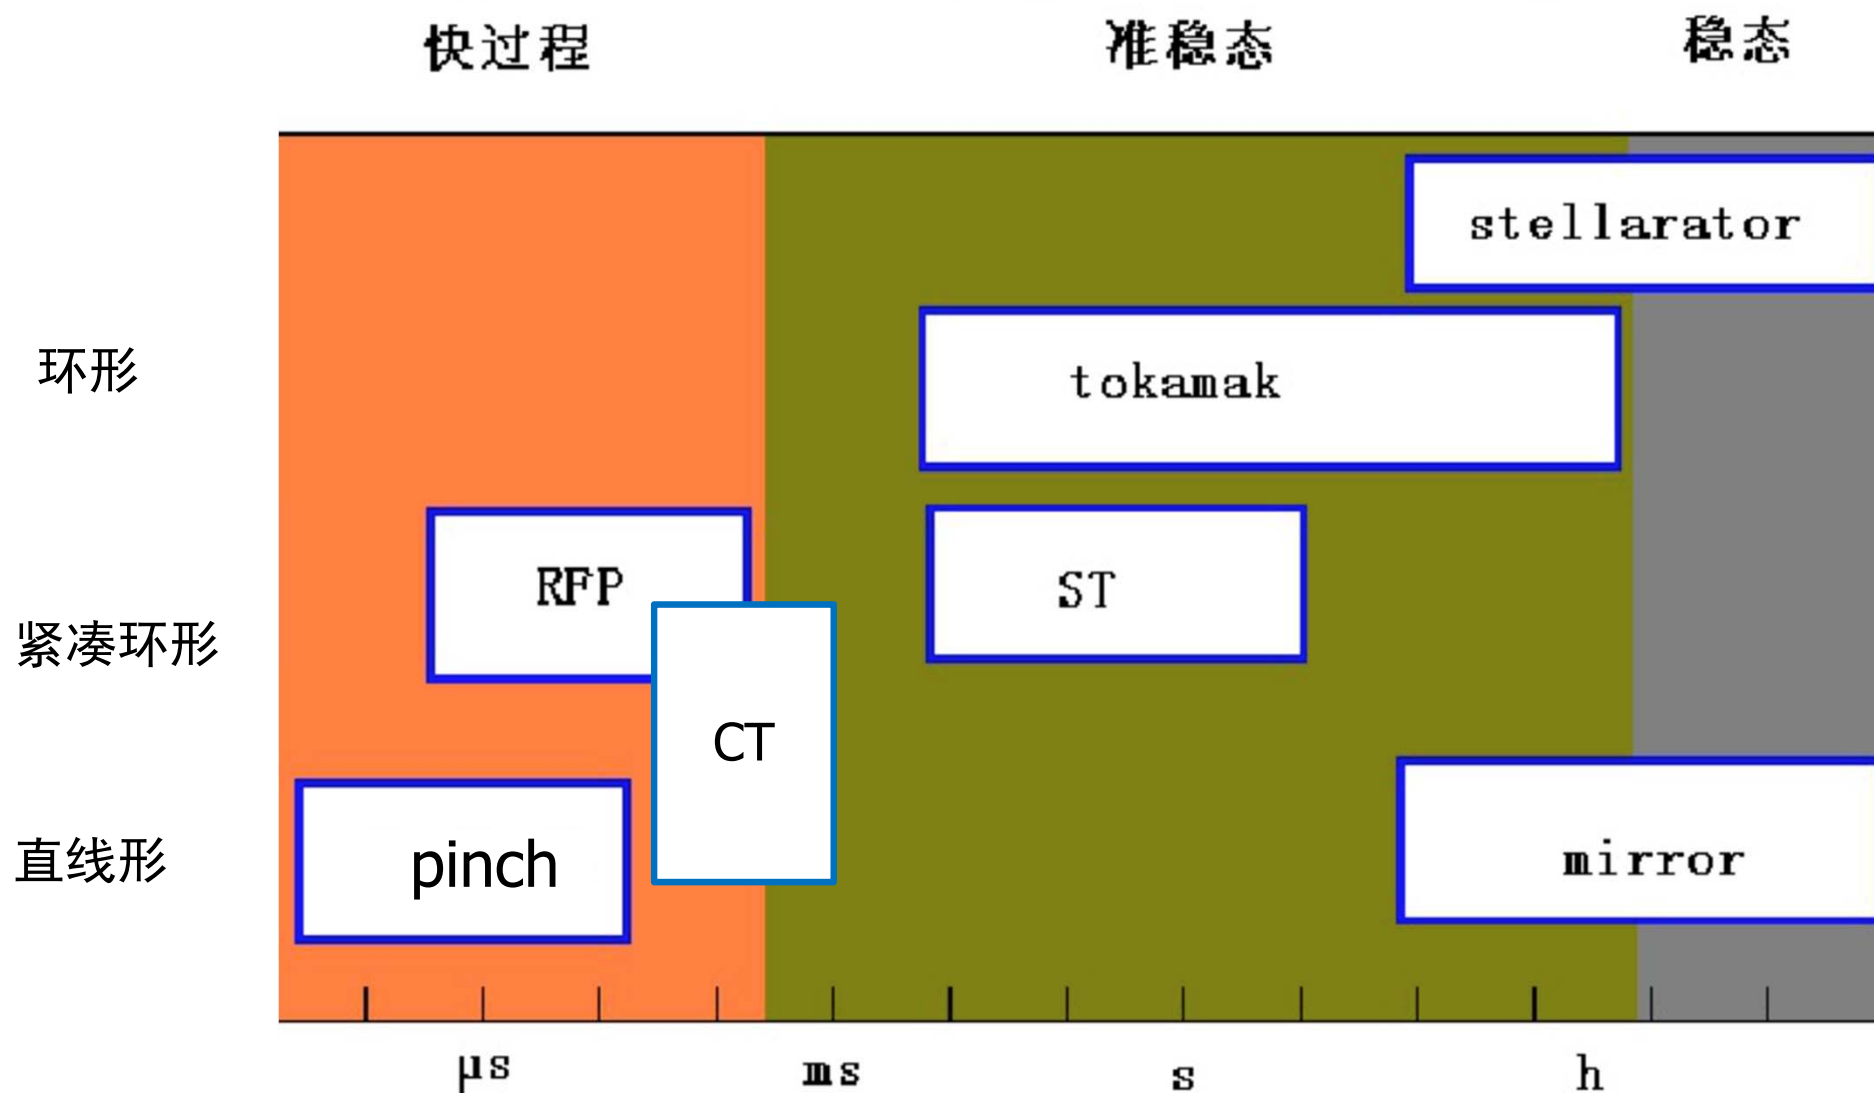 快过程
准稳态
稳态
stellarator
环形
tokamak
RFP
ST
紧凑环形
CT
直线形
pinch
mirror
μs
ms
s
h